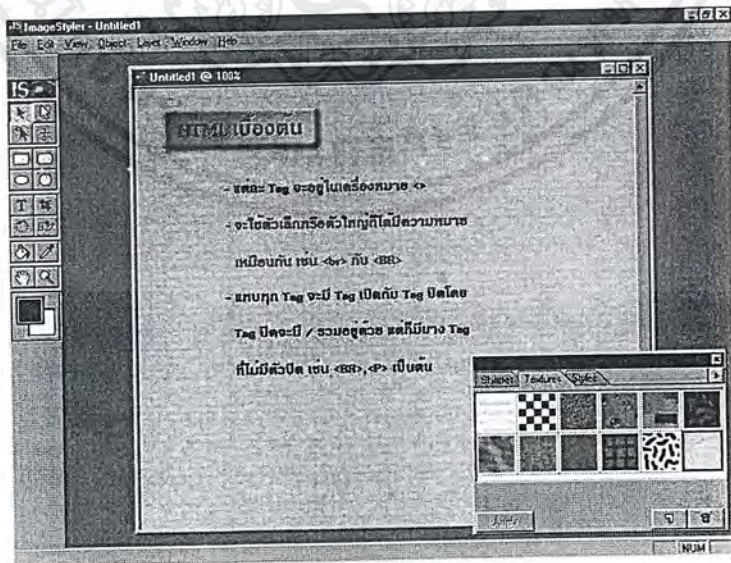 ImageStyler - Untitled1
File Edit View Object Layer Window Help
Untitled1 @ 100%
IS
HTML เบื้องต้น
- แต่ละ Tag จะอยู่ในเครื่องหมาย <>
- จะใช้ตัวเล็กหรือตัวใหญ่ก็ได้มีความหมาย
เหมือนกัน เช่น <br> กับ <BR>
- แทบทุก Tag จะมี Tag เปิดกับ Tag ปิดโดย
Tag ปิดจะมี / รวมอยู่ด้วย แต่ก็มีบาง Tag
ที่ไม่มีตัวปิด เช่น <BR>,<P> เป็นต้น
Shapes Textures Styles
Apply
NUM